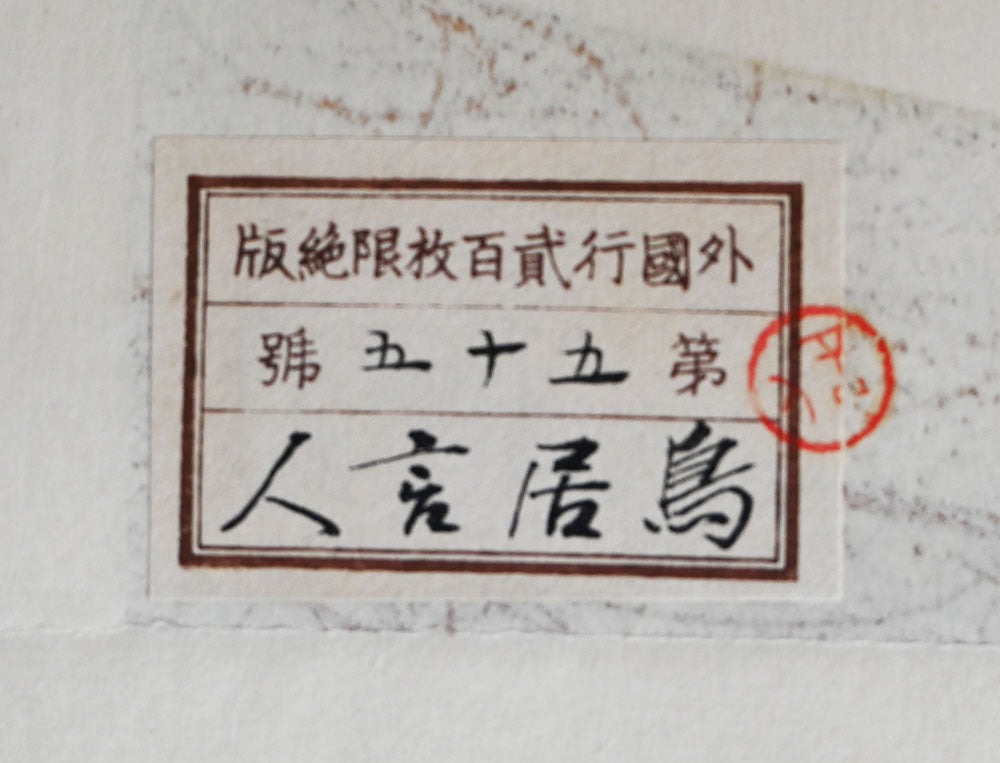 外國行貳百枚限絶版
第五十五號
鳥居言人